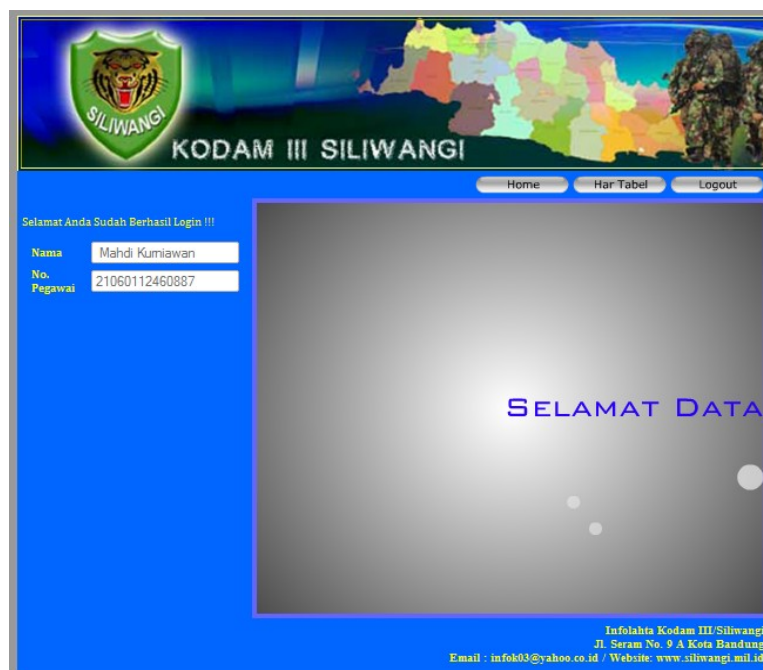 SILIWANGI
KODAM III SILIWANGI
Home Har Tabel Logout
Selamat Anda Sudah Berhasil Login !!!
Nama Mahdi Kurniawan
No.
Pegawai 21060112460887
SELAMAT DATA
Infolahta Kodam III/Siliwangi
Jl. Seram No. 9 A Kota Bandung
Email : infok03@yahoo.co.id / Website: www.siliwangi.mil.id